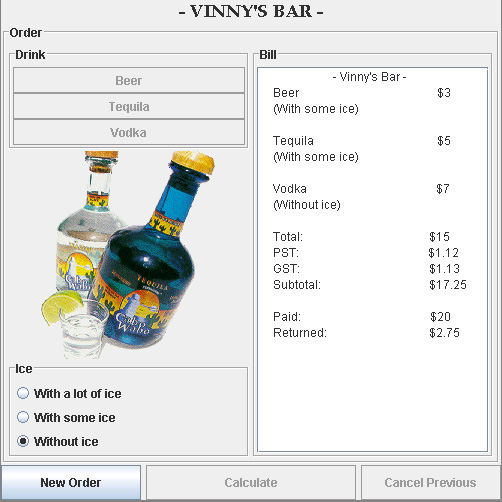 - VINNY'S BAR -
Order
Drink
Beer
Tequila
Vodka
TEQUILA
Cabo
Wabo
Cabo
Wabo
Ice
With a lot of ice
With some ice
Without ice
Bill
- Vinny's Bar -
Beer $3
(With some ice)
Tequila $5
(With some ice)
Vodka $7
(Without ice)
Total: $15
PST: $1.12
GST: $1.13
Subtotal: $17.25
Paid: $20
Returned: $2.75
New Order
Calculate
Cancel Previous